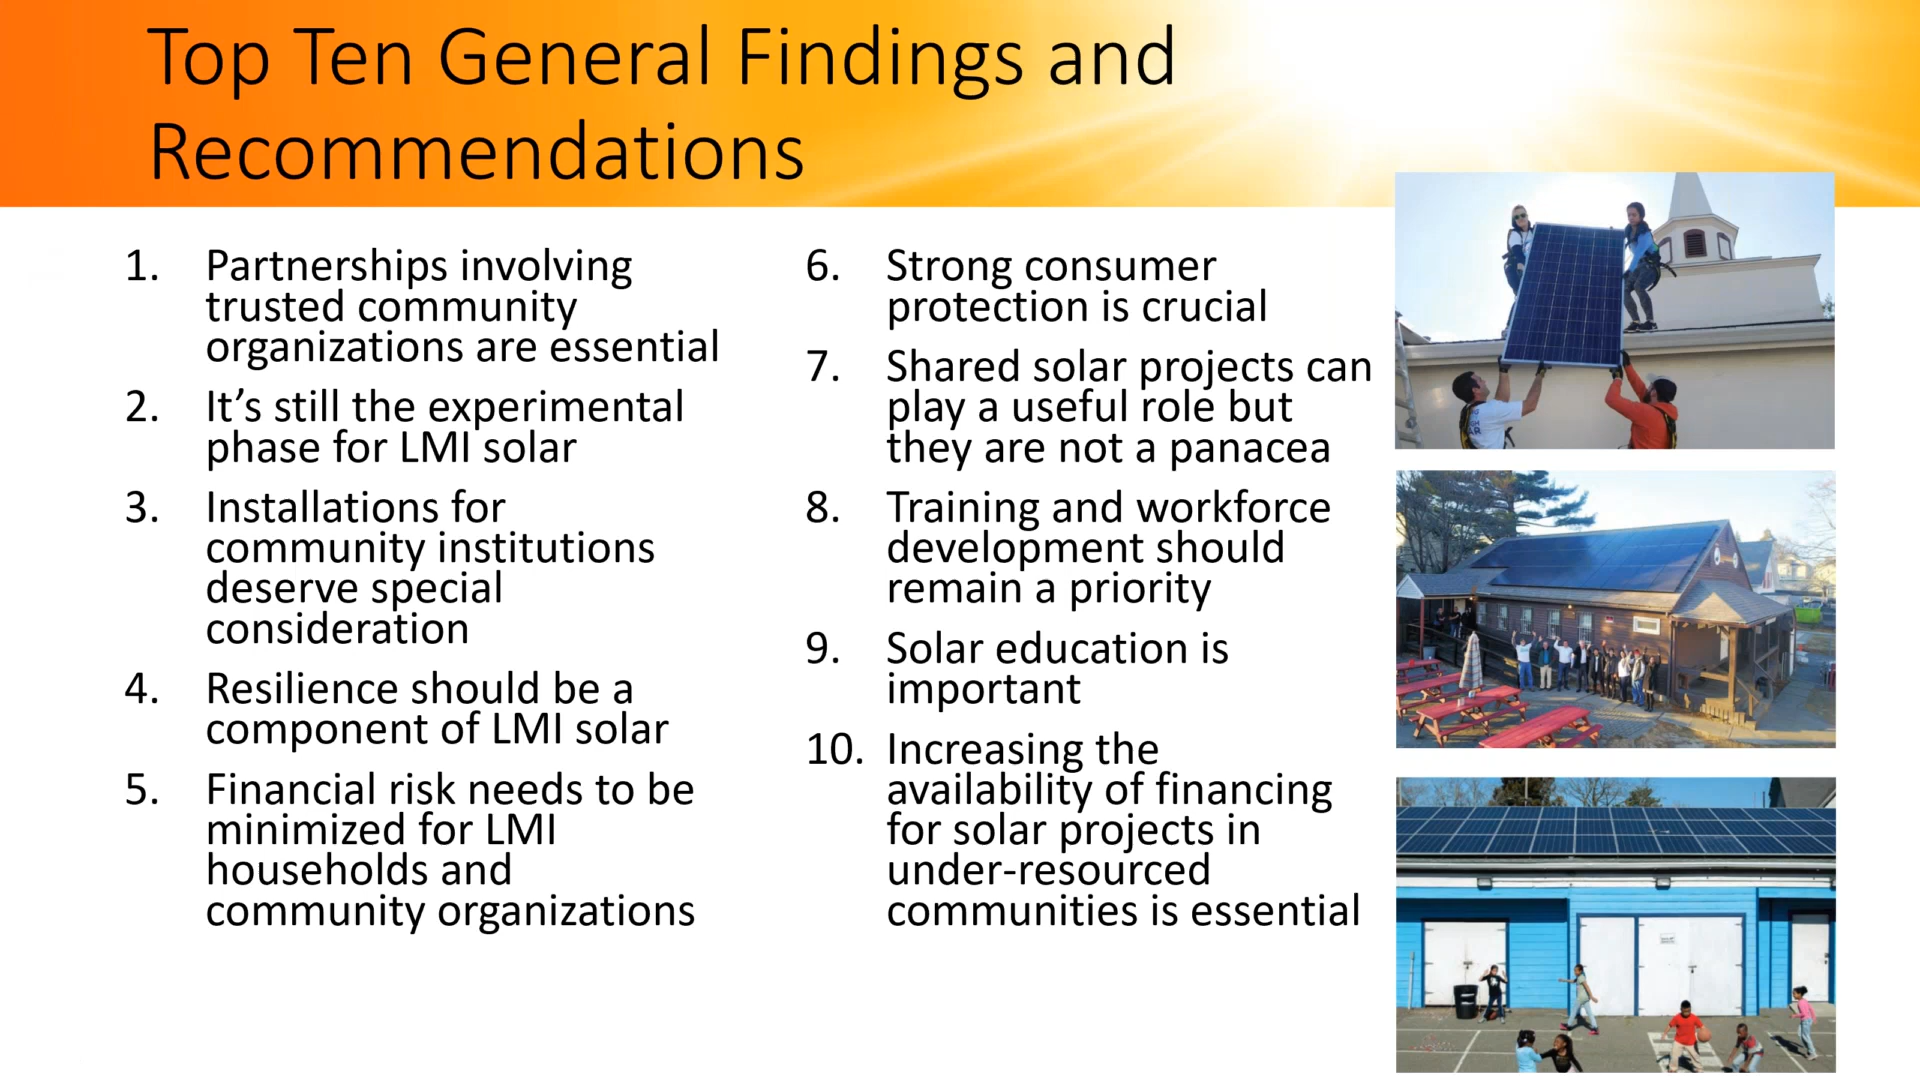 Top Ten General Findings and
Recommendations
1. Partnerships involving
trusted community
organizations are essential
2. It’s still the experimental
phase for LMI solar
3. Installations for
community institutions
deserve special
consideration
4. Resilience should be a
component of LMI solar
5. Financial risk needs to be
minimized for LMI
households and
community organizations
6. Strong consumer
protection is crucial
7. Shared solar projects can
play a useful role but
they are not a panacea
8. Training and workforce
development should
remain a priority
9. Solar education is
important
10. Increasing the
availability of financing
for solar projects in
under-resourced
communities is essential